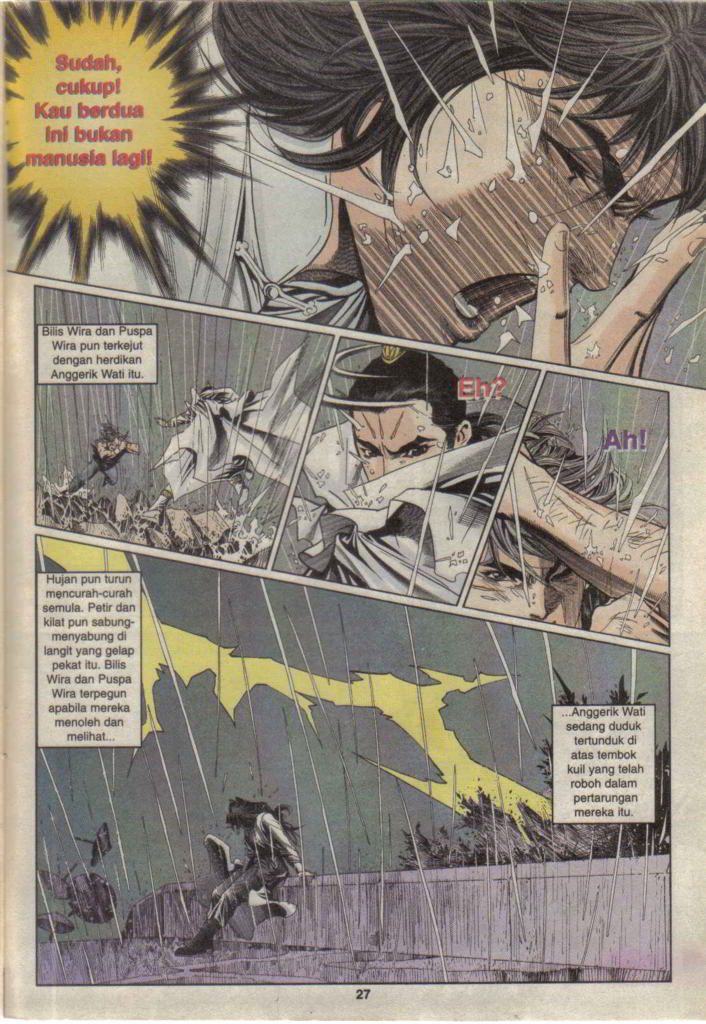 Sudah,
cukup!
Kau berdua
ini bukan
manusia lagi!
Bilis Wira dan Puspa
Wira pun terkejut
dengan herdikan
Anggerik Wati itu.
Eh?
Ah!
Hujan pun turun
mencurah-curah
semula. Petir dan
kilat pun sabung-
menyabung di
langit yang gelap
pekat itu. Bilis
Wira dan Puspa
Wira terpegun
apabila mereka
menoleh dan
melihat...
...Anggerik Wati
sedang duduk
tertunduk di
atas tembok
kuil yang telah
roboh dalam
pertarungan
mereka itu.
27